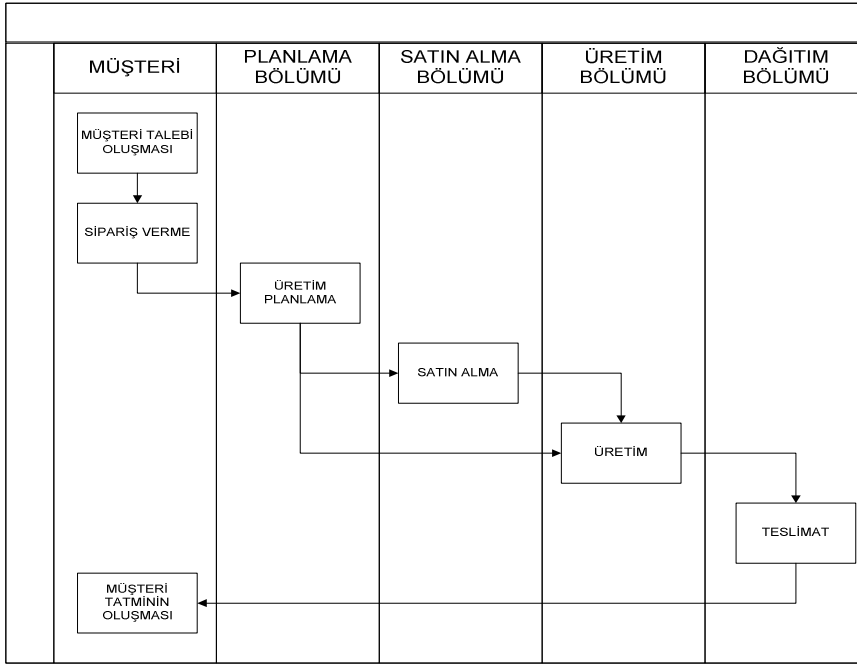 MÜŞTERİ
PLANLAMA
BÖLÜMÜ
SATIN ALMA
BÖLÜMÜ
ÜRETİM
BÖLÜMÜ
DAĞITIM
BÖLÜMÜ
MÜŞTERİ TALEBİ
OLUŞMASI
SİPARİŞ VERME
ÜRETİM
PLANLAMA
SATIN ALMA
ÜRETİM
TESLİMAT
MÜŞTERİ
TATMİNİN
OLUŞMASI